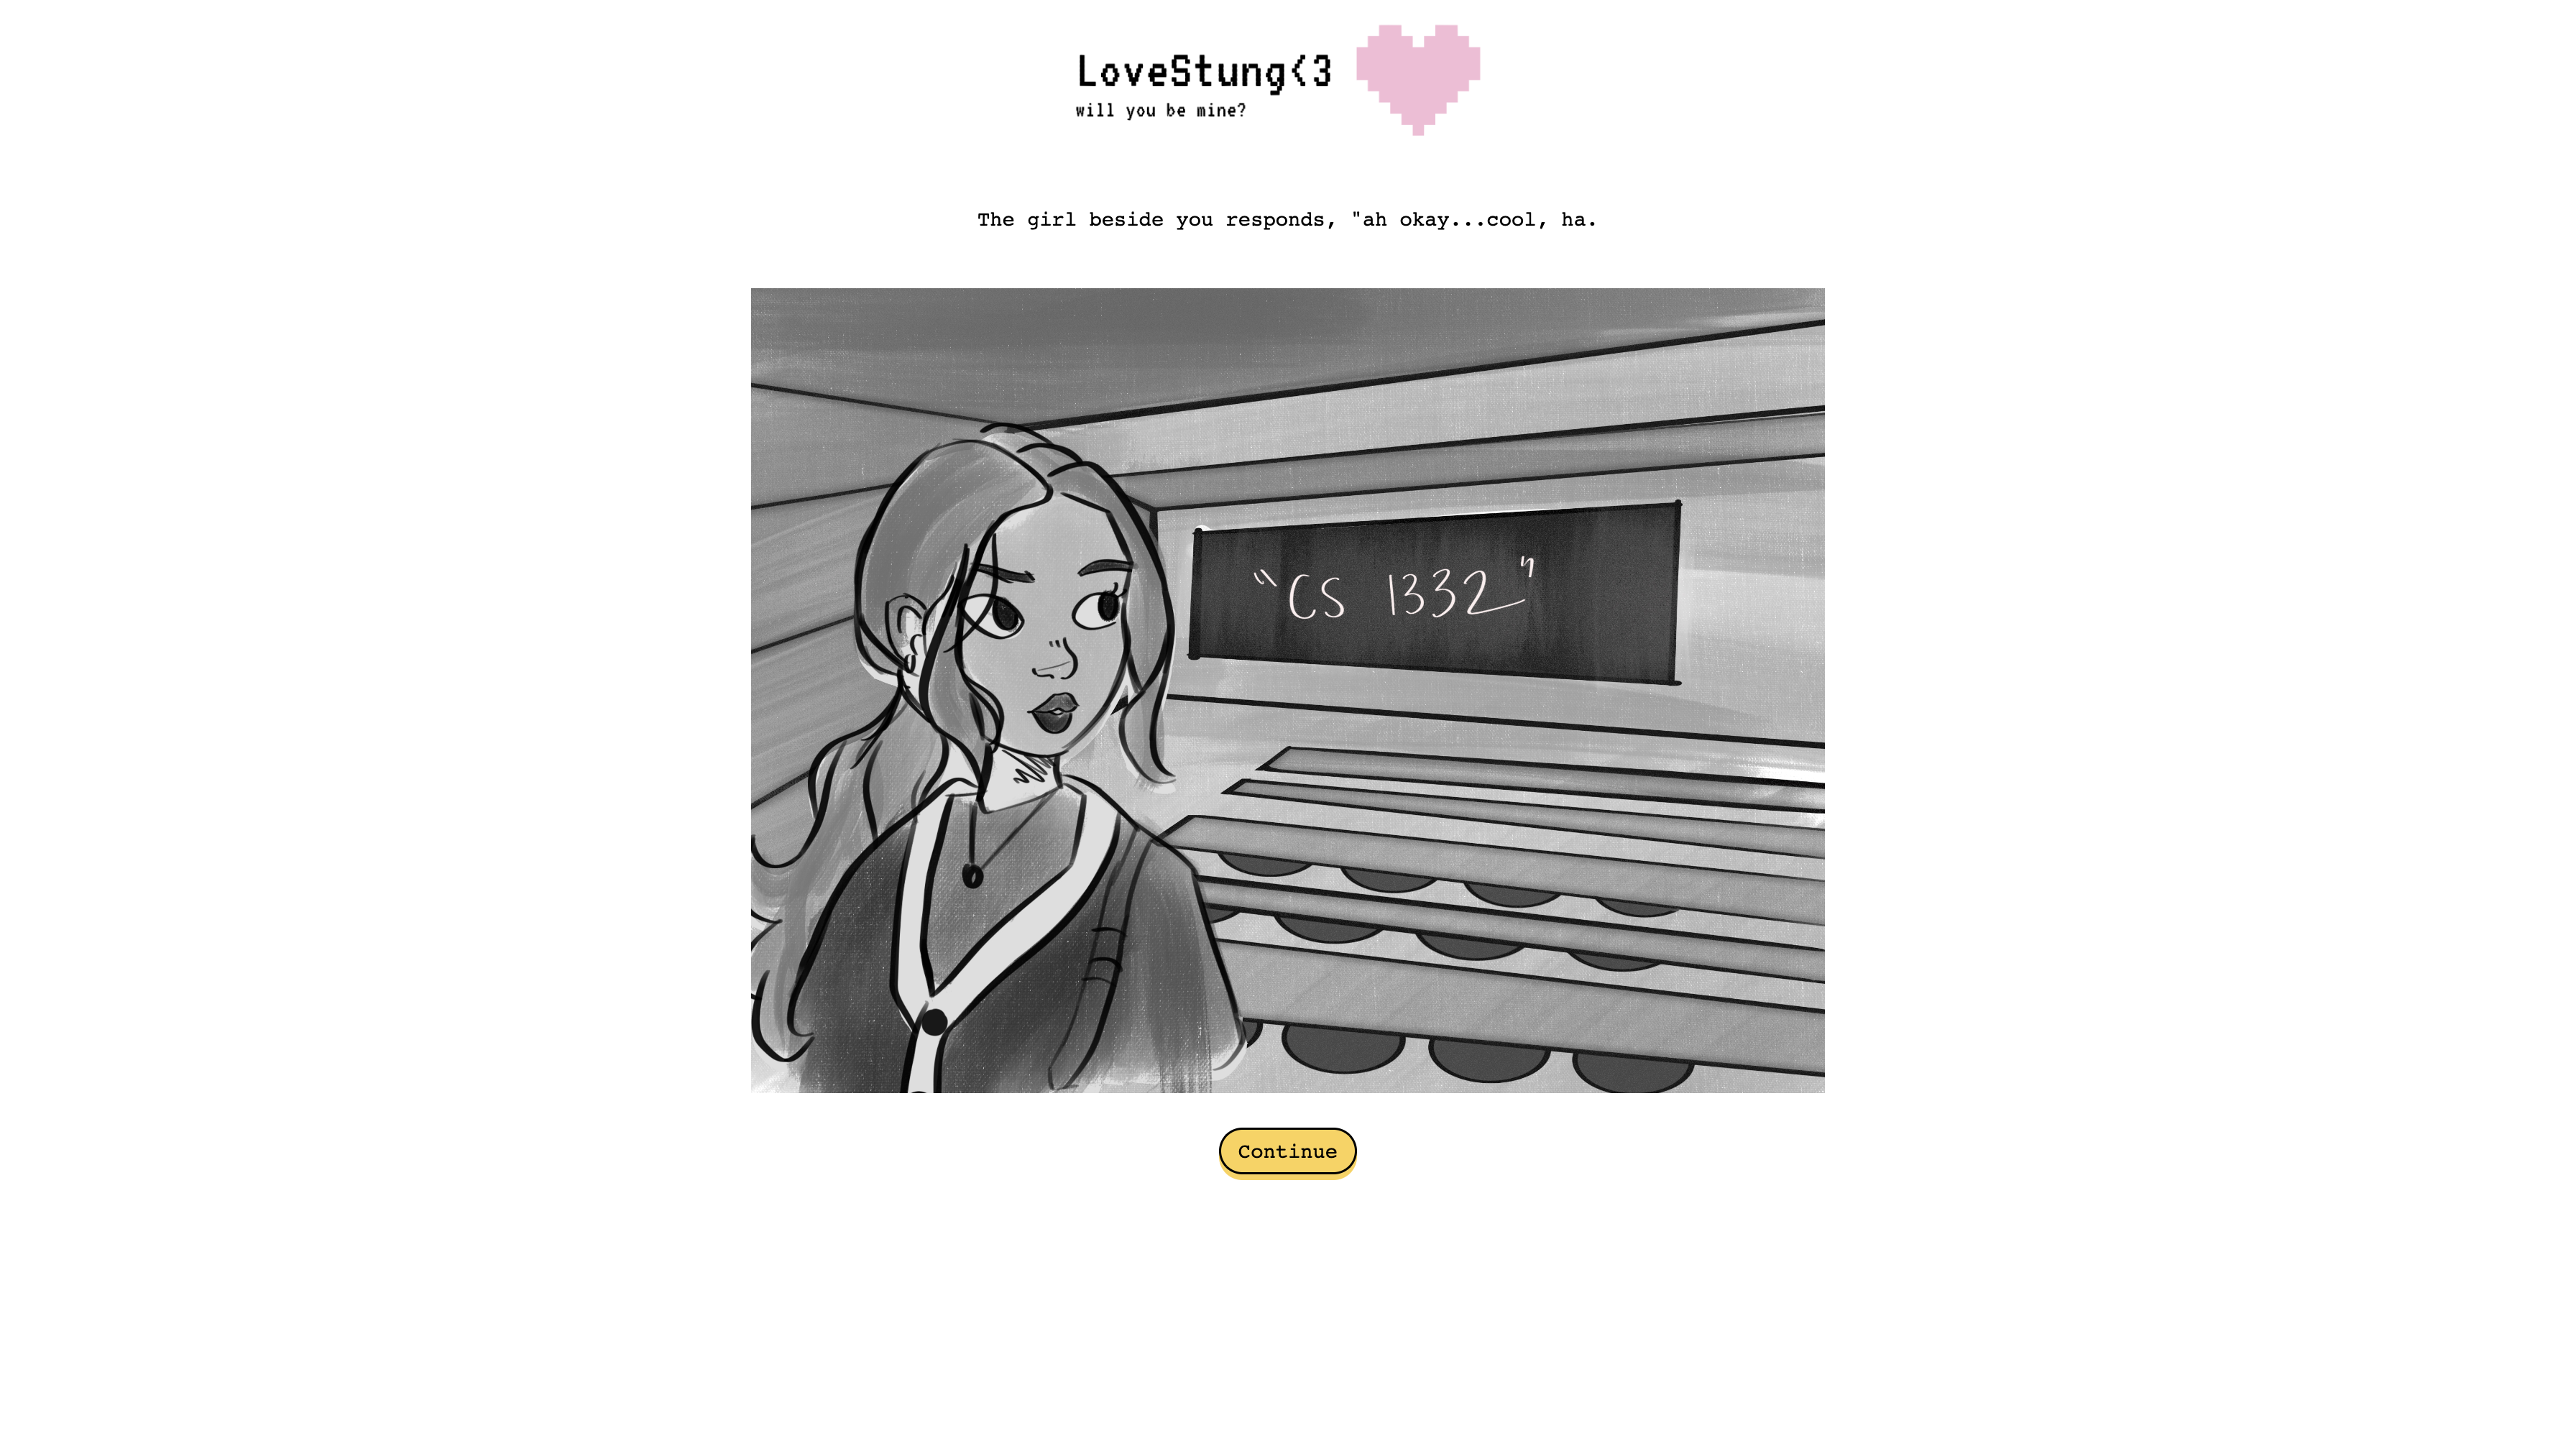 LoveStung<3
will you be mine?
The girl beside you responds, "ah okay...cool, ha.
"CS 1332"
Continue